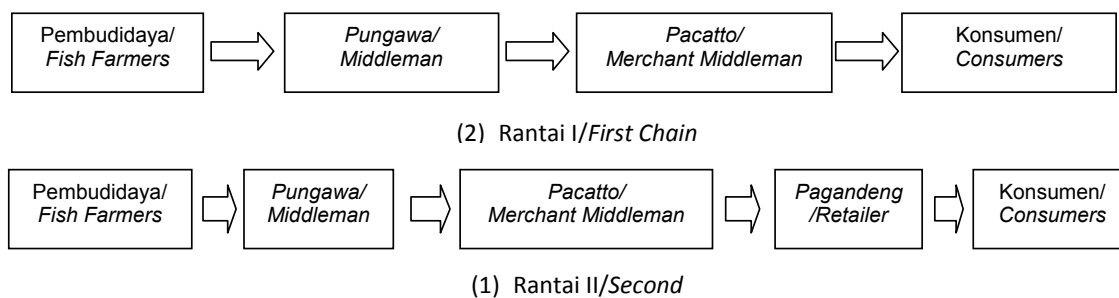 Pembudidaya/
Fish Farmers
Pungawa/
Middleman
Pacatto/
Merchant Middleman
Konsumen/
Consumers
(2) Rantai I/First Chain
Pembudidaya/
Fish Farmers
Pungawa/
Middleman
Pacatto/
Merchant Middleman
Pagandeng
/Retailer
Konsumen/
Consumers
(1) Rantai II/Second